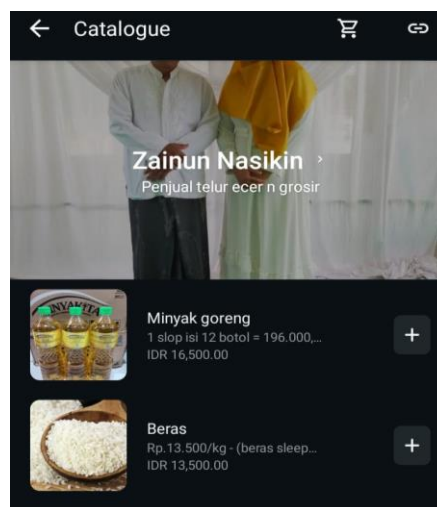 Catalogue
Zainun Nasikin
Penjual telur ecer n grosir
MINYAKITA
Minyak goreng
1 slop isi 12 botol = 196.000,...
IDR 16,500.00
Beras
Rp.13.500/kg - (beras sleep...
IDR 13,500.00